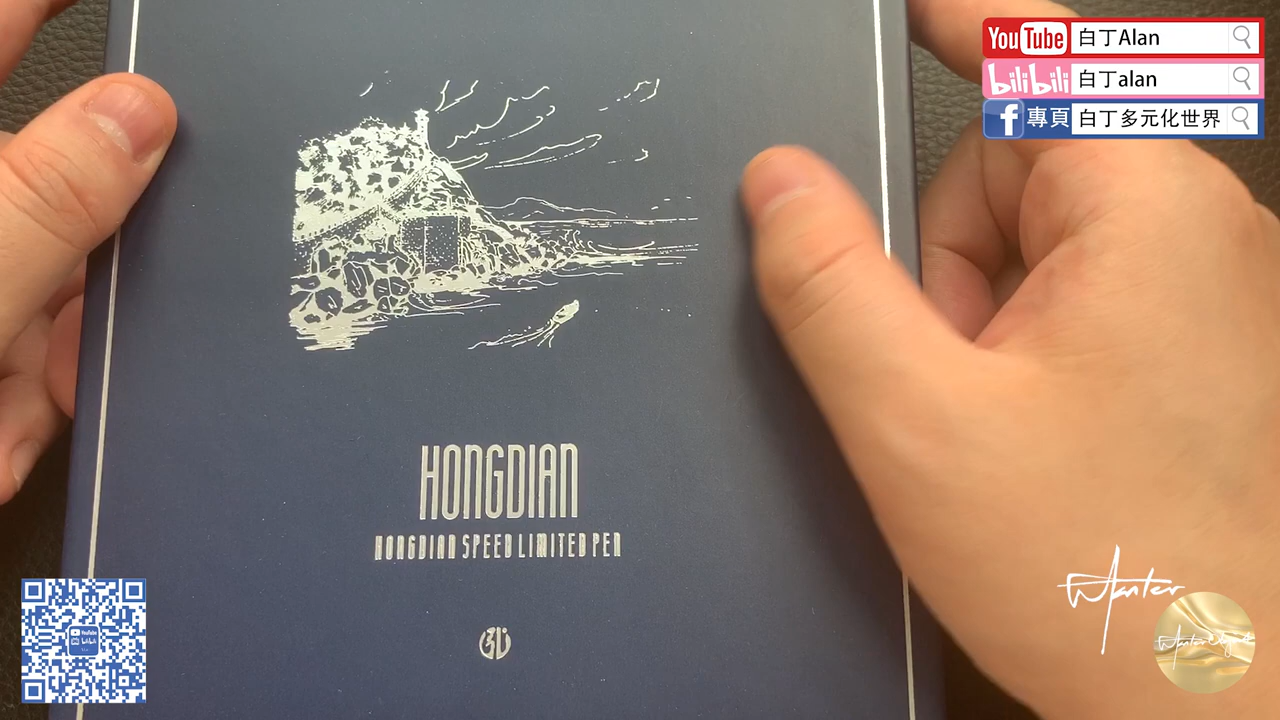 YouTube 白丁Alan
bilibili 白丁alan
f 專頁 白丁多元化世界
HONGDIAN
HONGDIAN SPEED LIMITED PEN